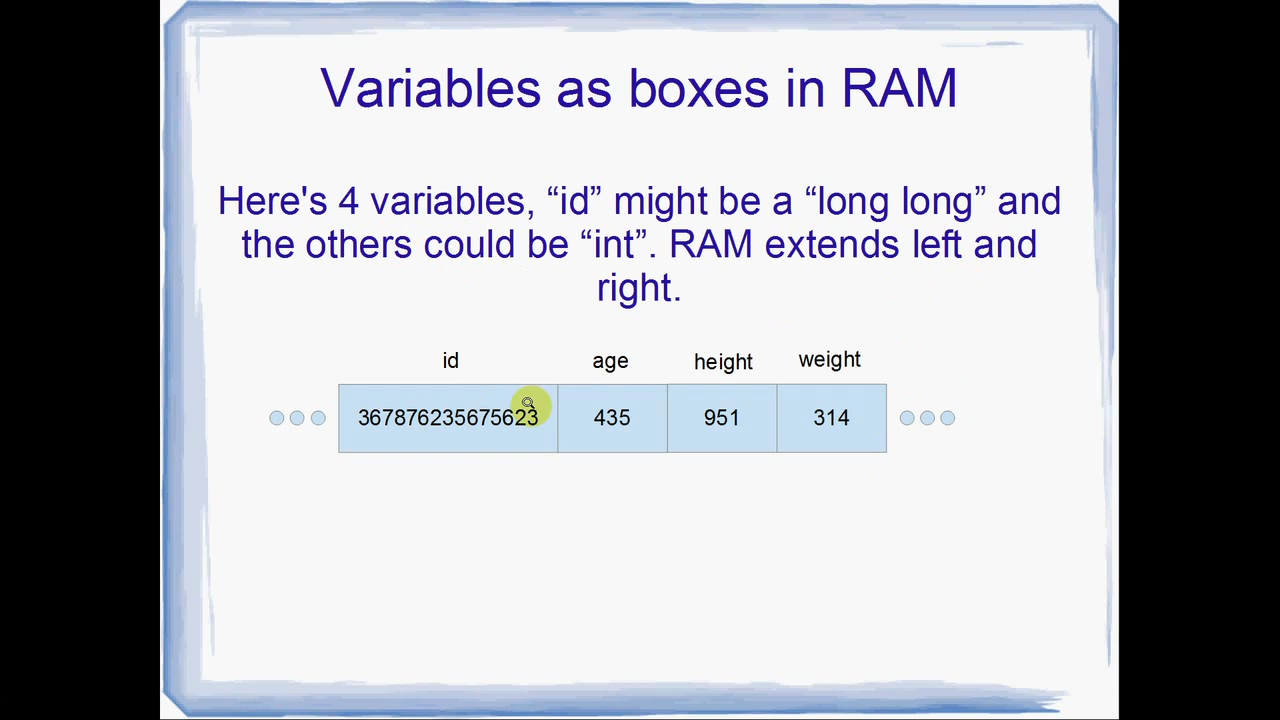 Variables as boxes in RAM
Here's 4 variables, “id” might be a “long long” and
the others could be “int”. RAM extends left and
right.
id age height weight
367876235675623 435 951 314